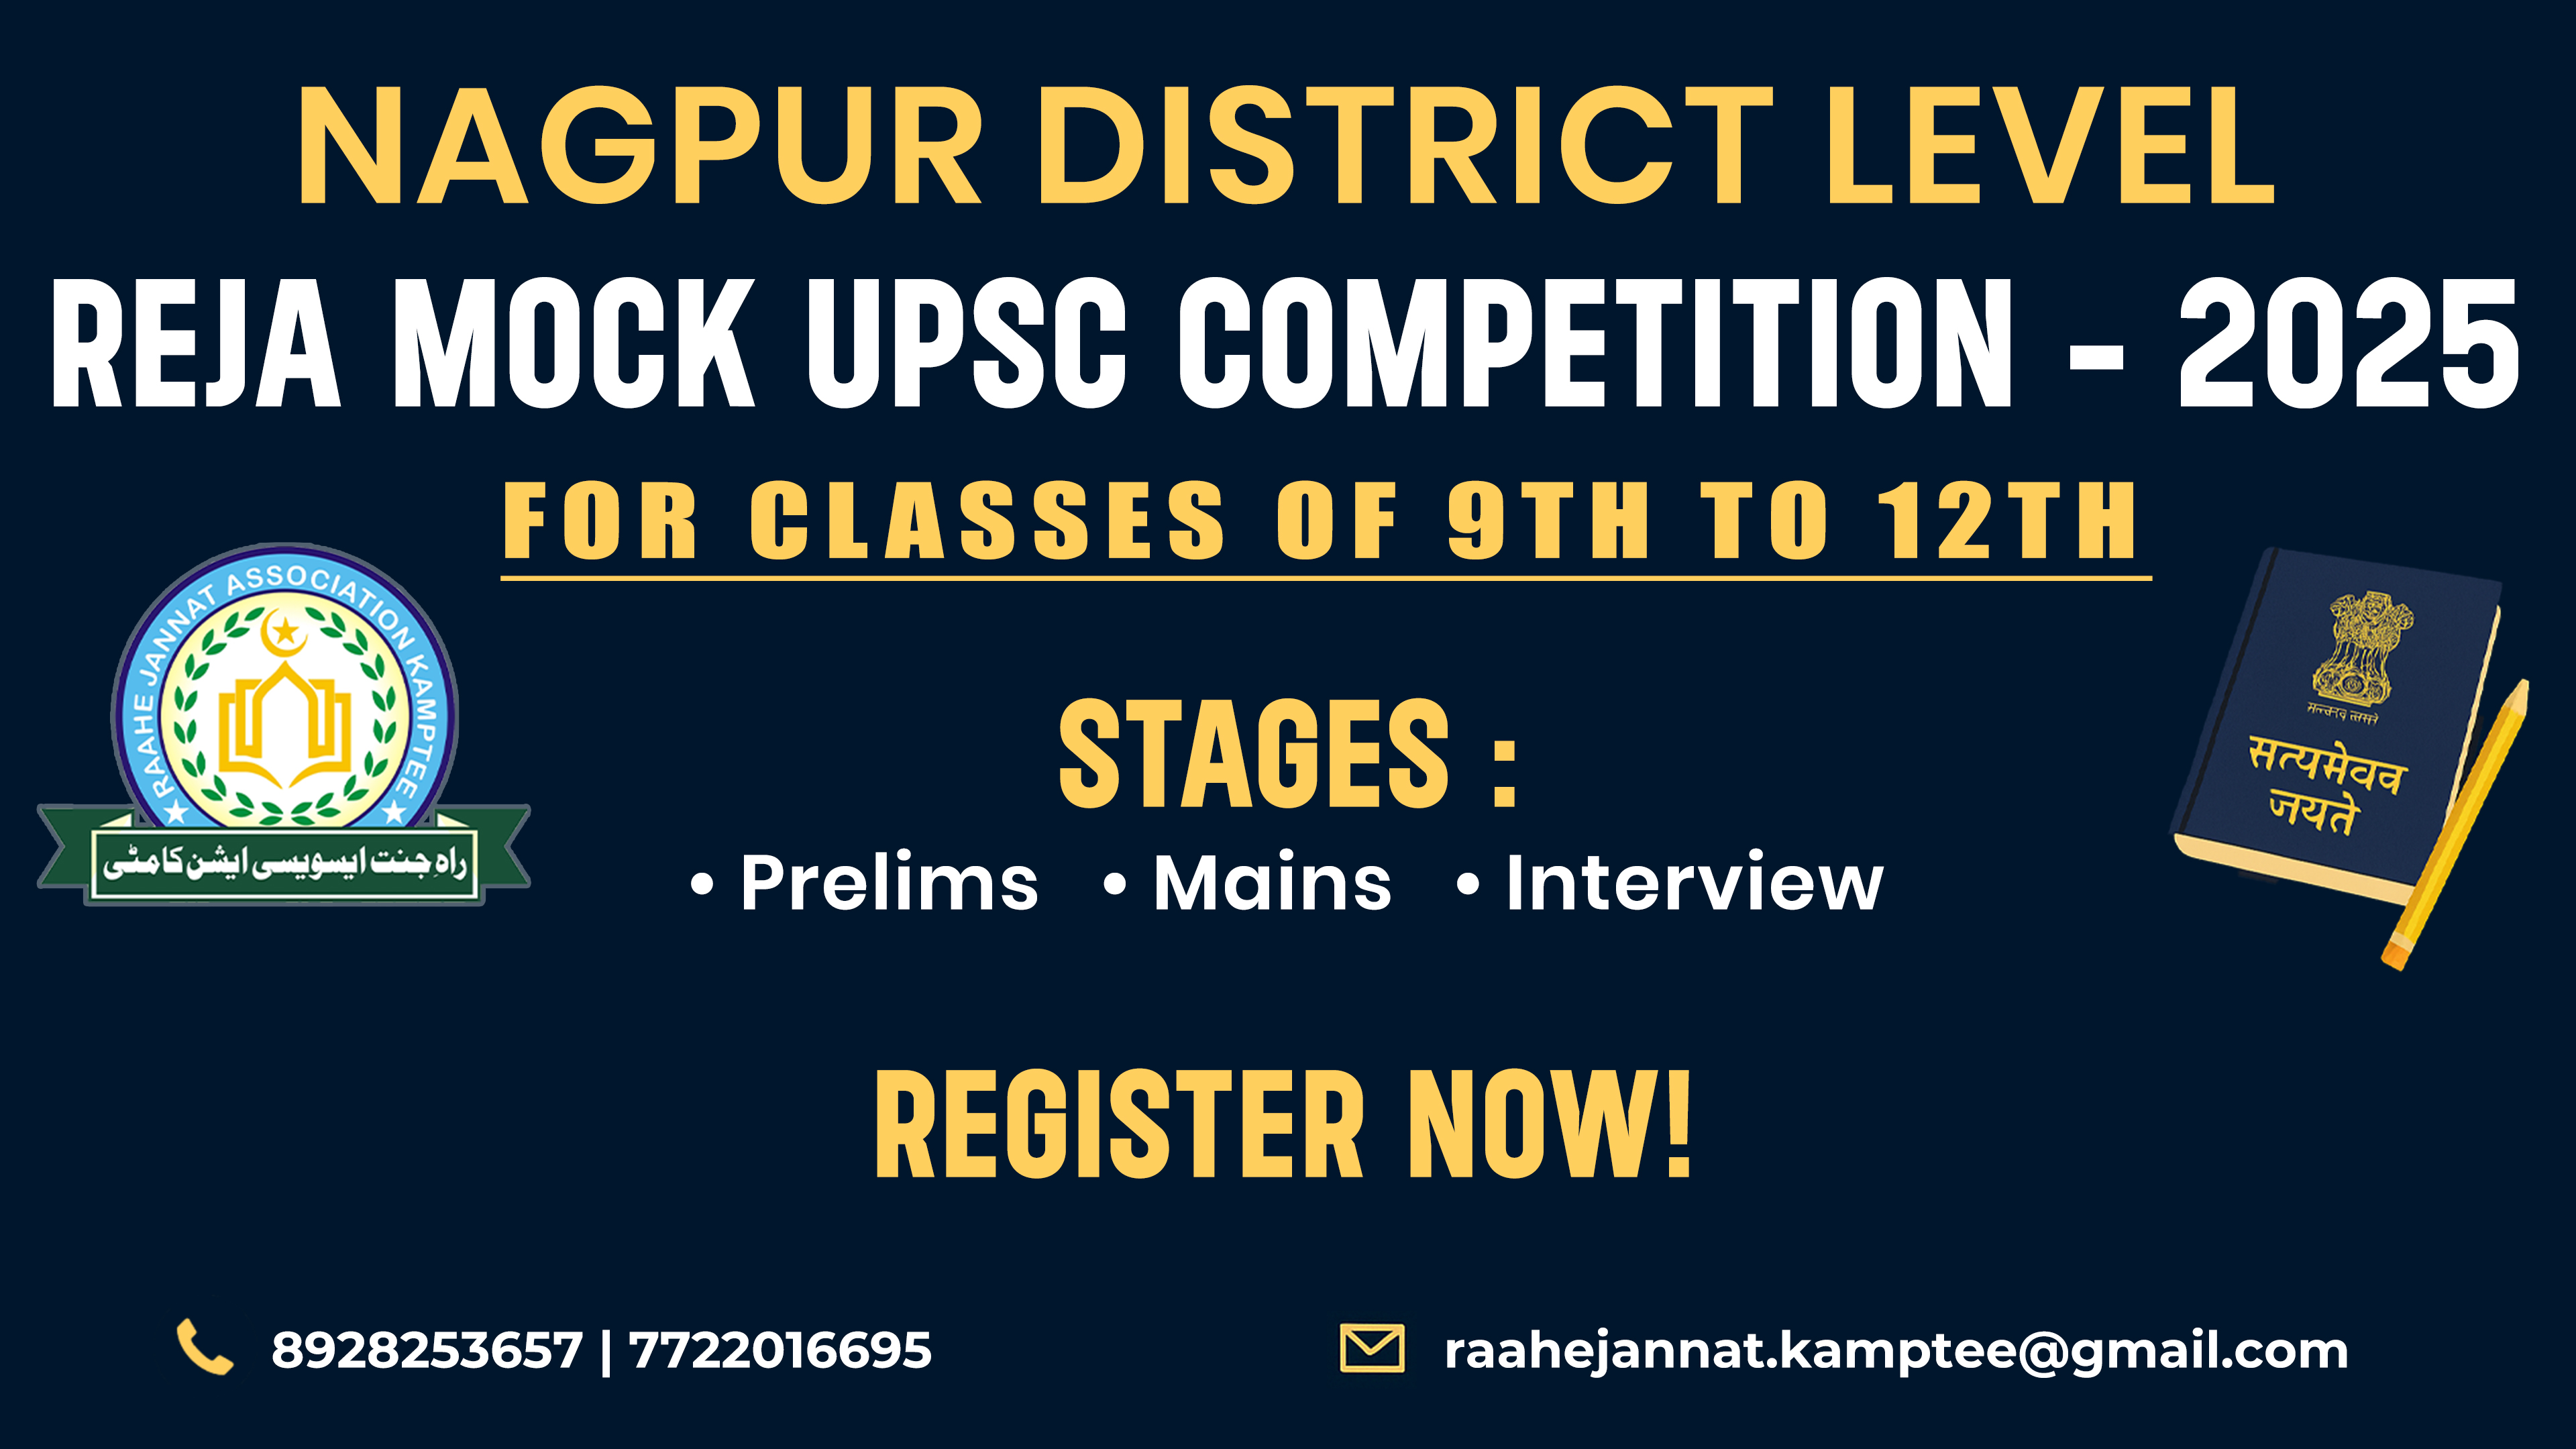 NAGPUR DISTRICT LEVEL
REJA MOCK UPSC COMPETITION - 2025
FOR CLASSES OF 9TH TO 12TH
RAAHE JANNAT ASSOCIATION KAMPTEE
راہِ جنت ایسوسی ایشن کامٹی
STAGES :
• Prelims • Mains • Interview
सत्यमेवव
जयते
REGISTER NOW!
8928253657 | 7722016695
raahejannat.kamptee@gmail.com